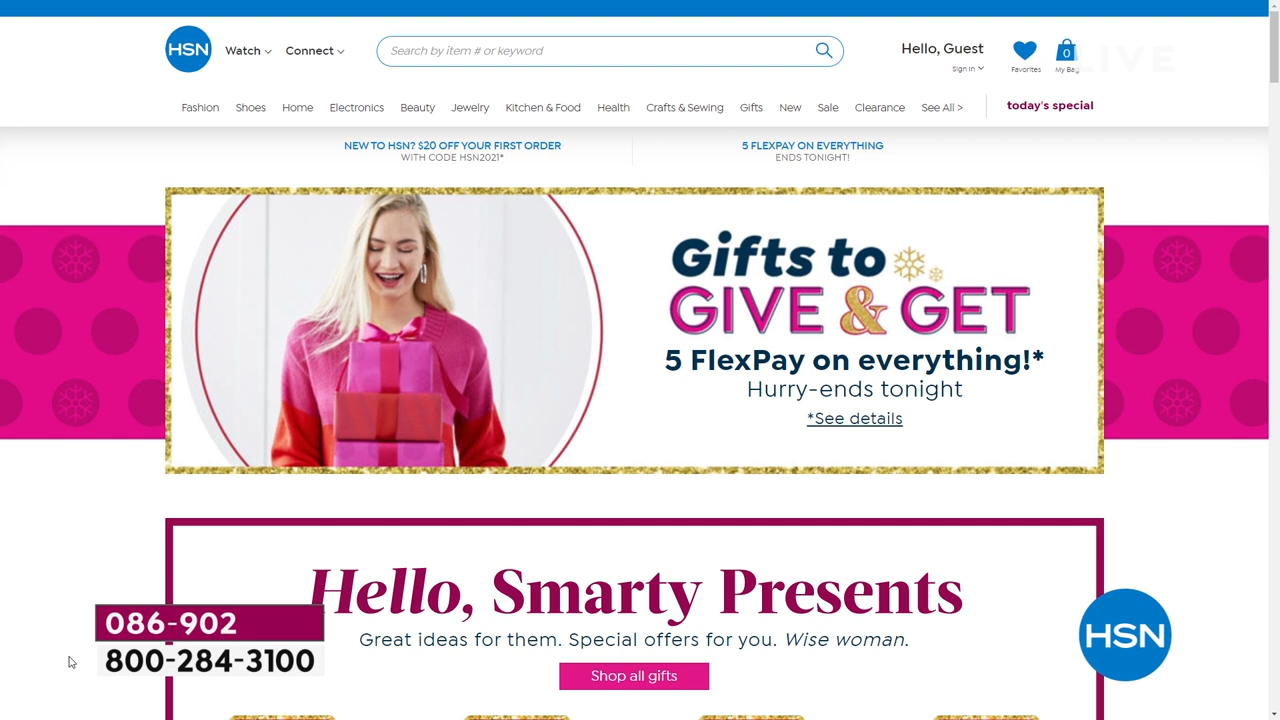 HSN
Watch
Connect
Search by item # or keyword
Hello, Guest
Sign In
Favorites
0
My Bag
LIVE
Fashion
Shoes
Home
Electronics
Beauty
Jewelry
Kitchen & Food
Health
Crafts & Sewing
Gifts
New
Sale
Clearance
See All >
today's special
NEW TO HSN? $20 OFF YOUR FIRST ORDER
WITH CODE HSN2021*
5 FLEXPAY ON EVERYTHING
ENDS TONIGHT!
Gifts to
GIVE & GET
5 FlexPay on everything!*
Hurry-ends tonight
*See details
Hello, Smarty Presents
Great ideas for them. Special offers for you. Wise woman.
Shop all gifts
086-902
800-284-3100
HSN